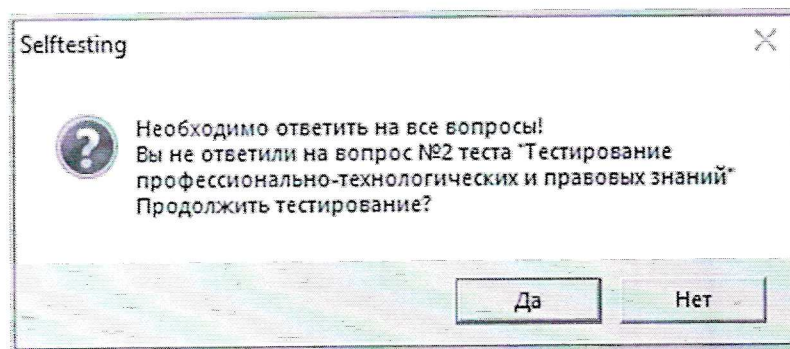 Selftesting
Необходимо ответить на все вопросы!
Вы не ответили на вопрос №2 теста "Тестирование
профессионально-технологических и правовых знаний"
Продолжить тестирование?
Да
Нет